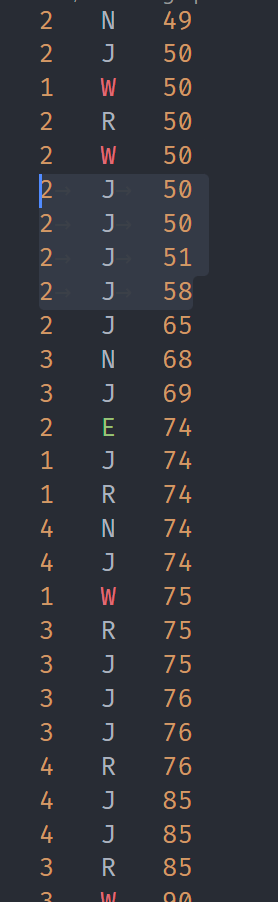 2 N 49
2 J 50
1 W 50
2 R 50
2 W 50
2 J 50
2 J 50
2 J 51
2 J 58
2 J 65
3 N 68
3 J 69
2 E 74
1 J 74
1 R 74
4 N 74
4 J 74
1 W 75
3 R 75
3 J 75
3 J 76
3 J 76
4 R 76
4 J 85
4 J 85
3 R 85
3 W 90